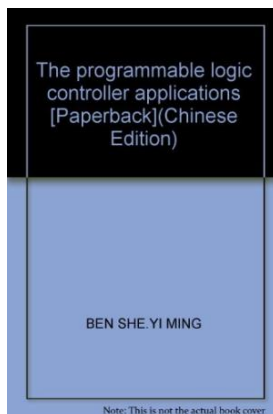 The programmable logic
controller applications
[Paperback](Chinese
Edition)
BEN SHE.YI MING
Note: This is not the actual book cover